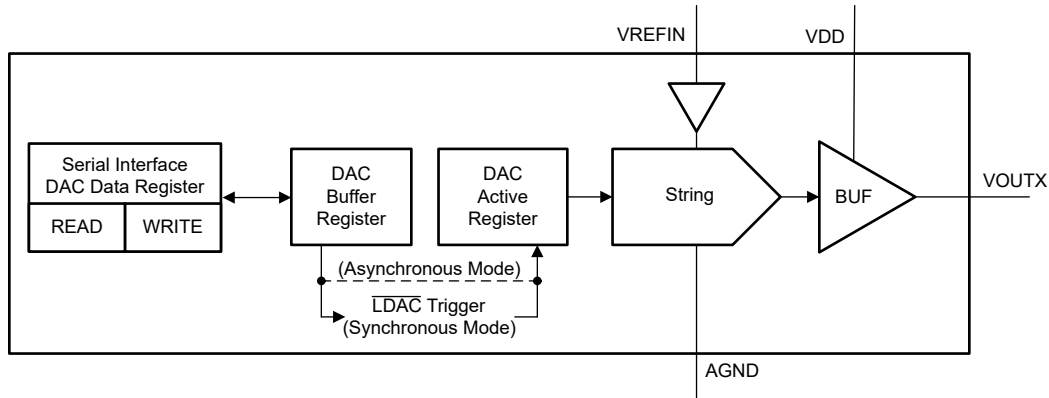 VREFIN
VDD
Serial Interface
DAC Data Register
READ
WRITE
DAC
Buffer
Register
DAC
Active
Register
String
BUF
VOUTX
(Asynchronous Mode)
LDAC Trigger
(Synchronous Mode)
AGND